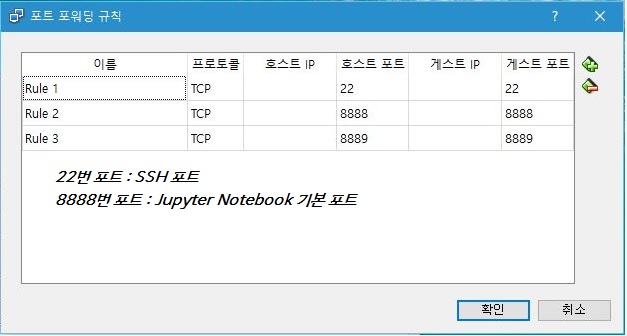 포트 포워딩 규칙 ?
이름 프로토콜 호스트 IP 호스트 포트 게스트 IP 게스트 포트
Rule 1 TCP 22 22
Rule 2 TCP 8888 8888
Rule 3 TCP 8889 8889
22번 포트 : SSH 포트
8888번 포트 : Jupyter Notebook 기본 포트
확인 취소